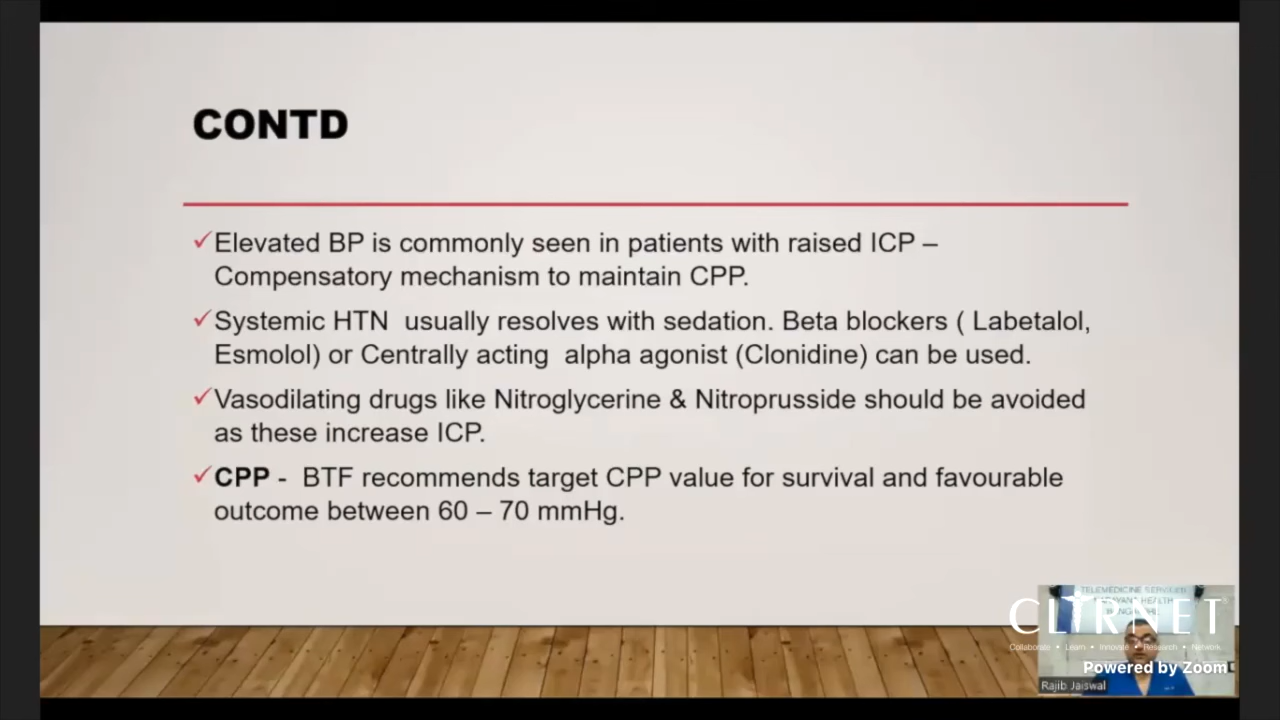 CONTD
✓Elevated BP is commonly seen in patients with raised ICP –
Compensatory mechanism to maintain CPP.
✓Systemic HTN  usually resolves with sedation. Beta blockers ( Labetalol,
Esmolol) or Centrally acting  alpha agonist (Clonidine) can be used.
✓Vasodilating drugs like Nitroglycerine & Nitroprusside should be avoided
as these increase ICP.
✓CPP -  BTF recommends target CPP value for survival and favourable
outcome between 60 – 70 mmHg.
TELEMEDICINE
HEALTH
CLIRNET
Collaborate • Learn • Innovate • Research • Network
Powered by Zoom
Rajib Jaiswal